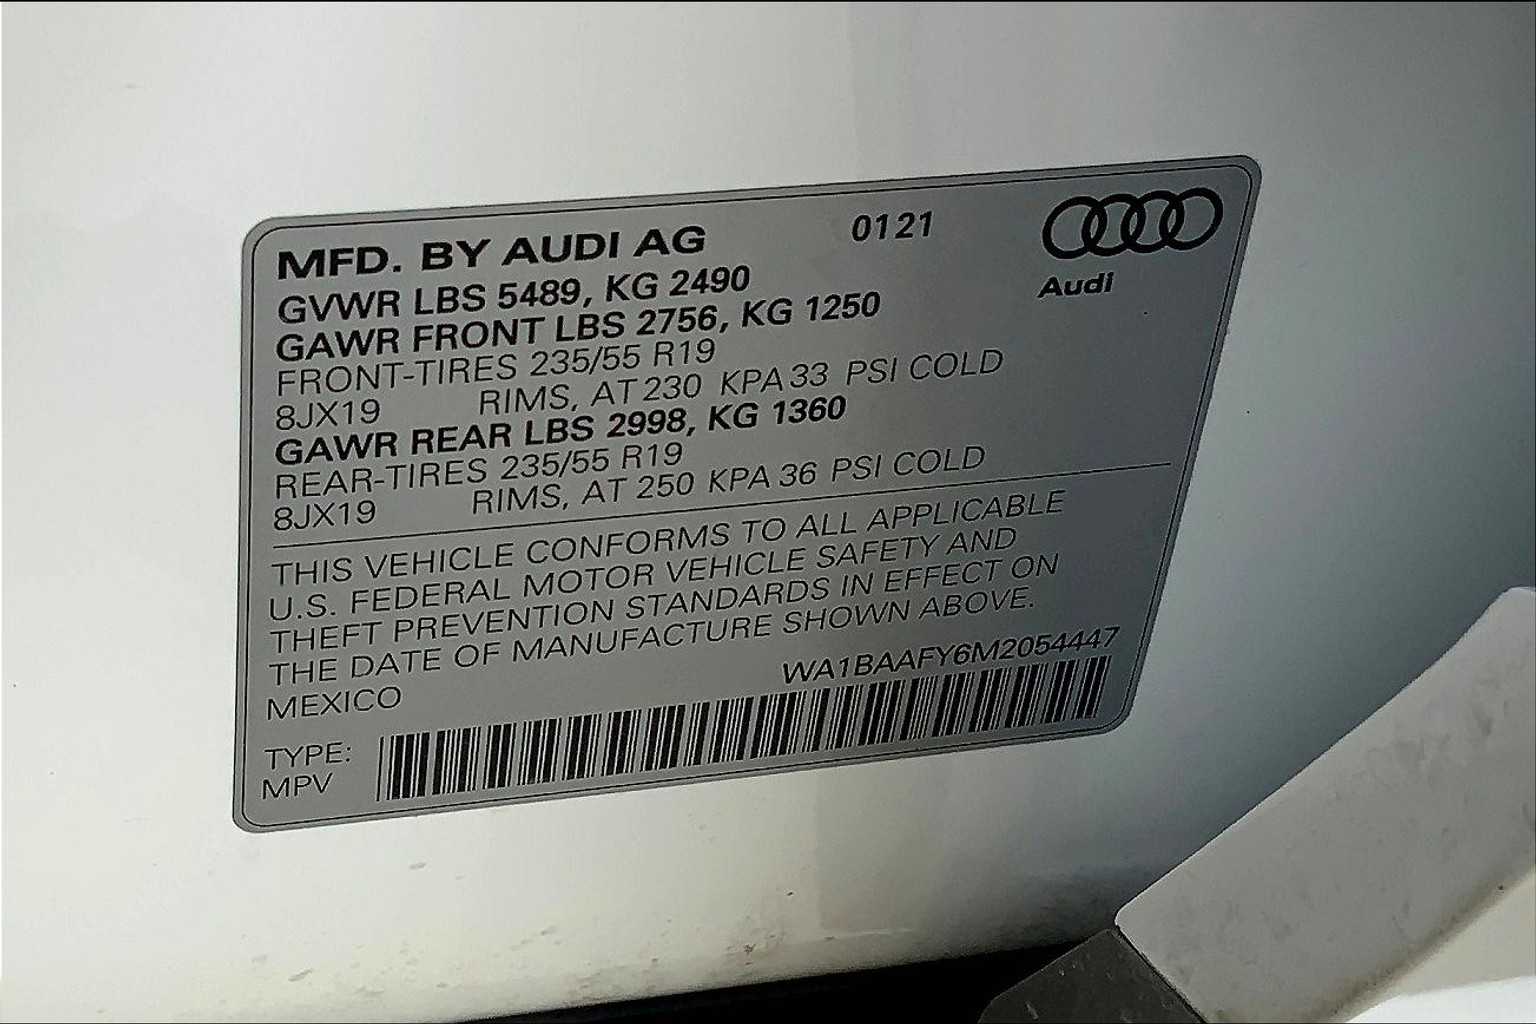 MFD. BY AUDI AG 0121
Audi
GVWR LBS 5489, KG 2490
GAWR FRONT LBS 2756, KG 1250
FRONT-TIRES 235/55 R19
8JX19 RIMS, AT 230 KPA 33 PSI COLD
GAWR REAR LBS 2998, KG 1360
REAR-TIRES 235/55 R19
8JX19 RIMS, AT 250 KPA 36 PSI COLD
THIS VEHICLE CONFORMS TO ALL APPLICABLE
U.S. FEDERAL MOTOR VEHICLE SAFETY AND
THEFT PREVENTION STANDARDS IN EFFECT ON
THE DATE OF MANUFACTURE SHOWN ABOVE.
MEXICO WA1BAAFY6M2054447
TYPE:
MPV